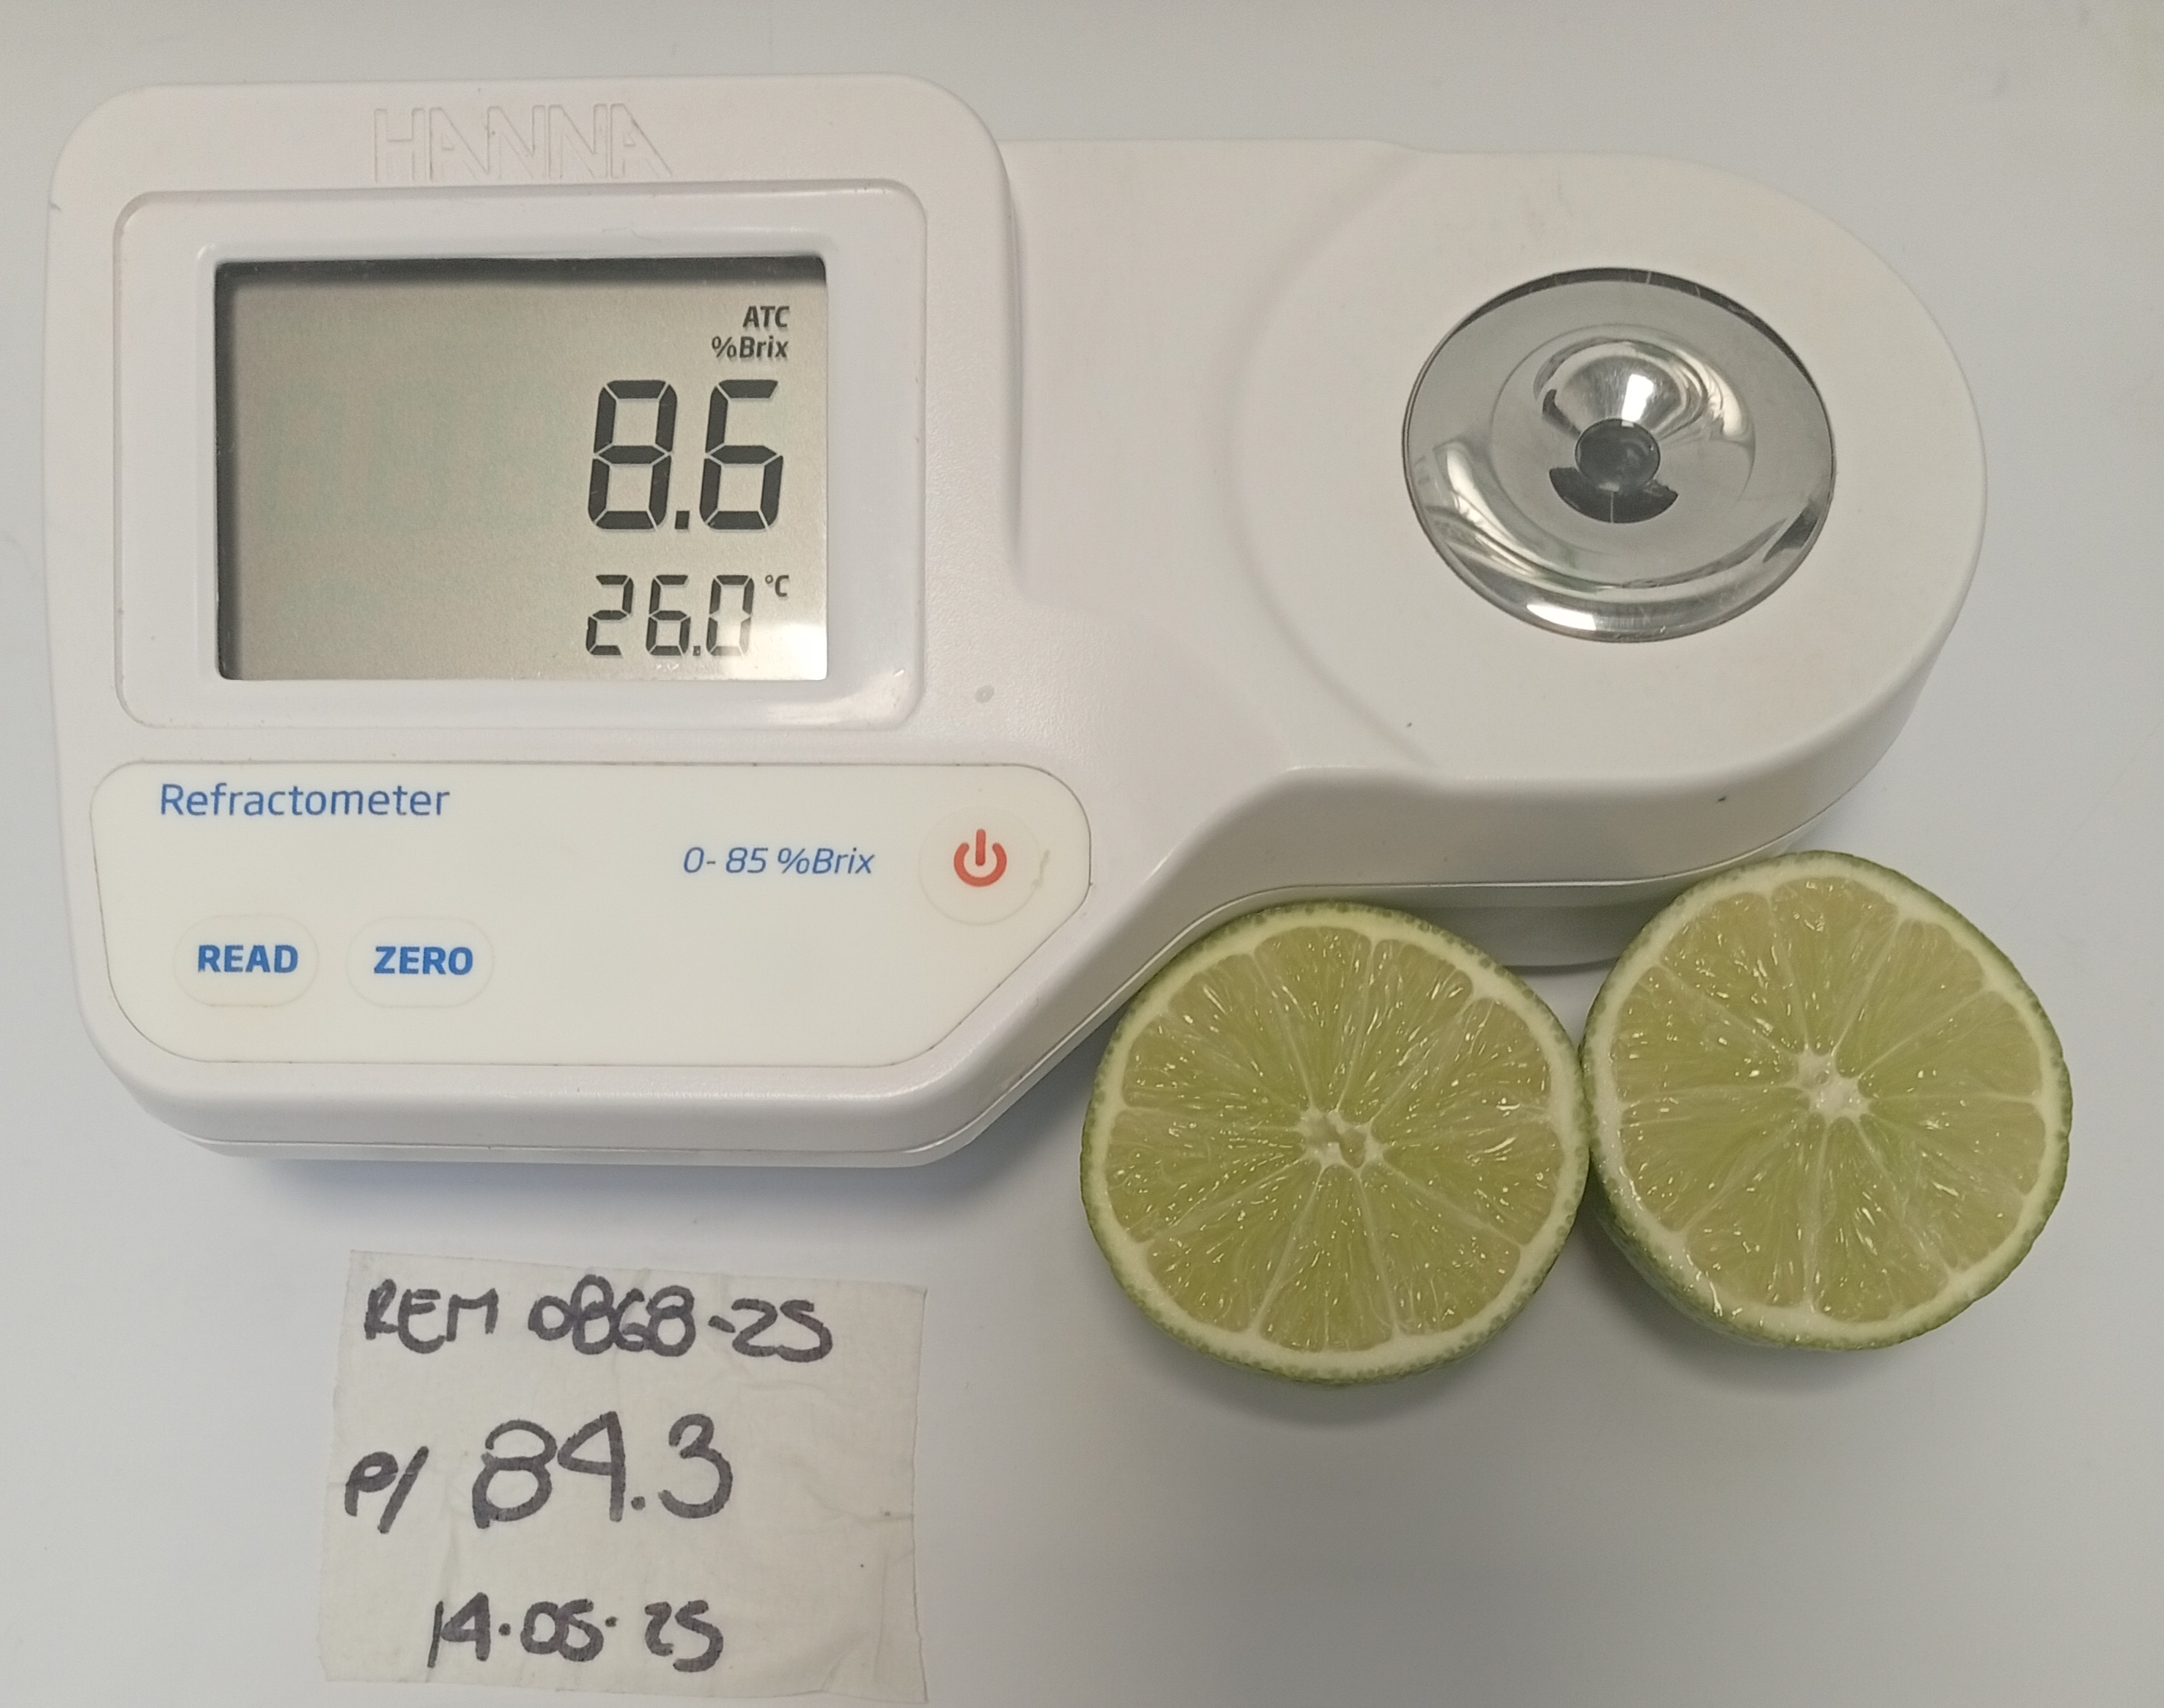 HANNA
ATC
%Brix
8.6
26.0 °C
Refractometer
0- 85 %Brix
READ ZERO
REM 0868-25
P/ 84.3
14.05.25